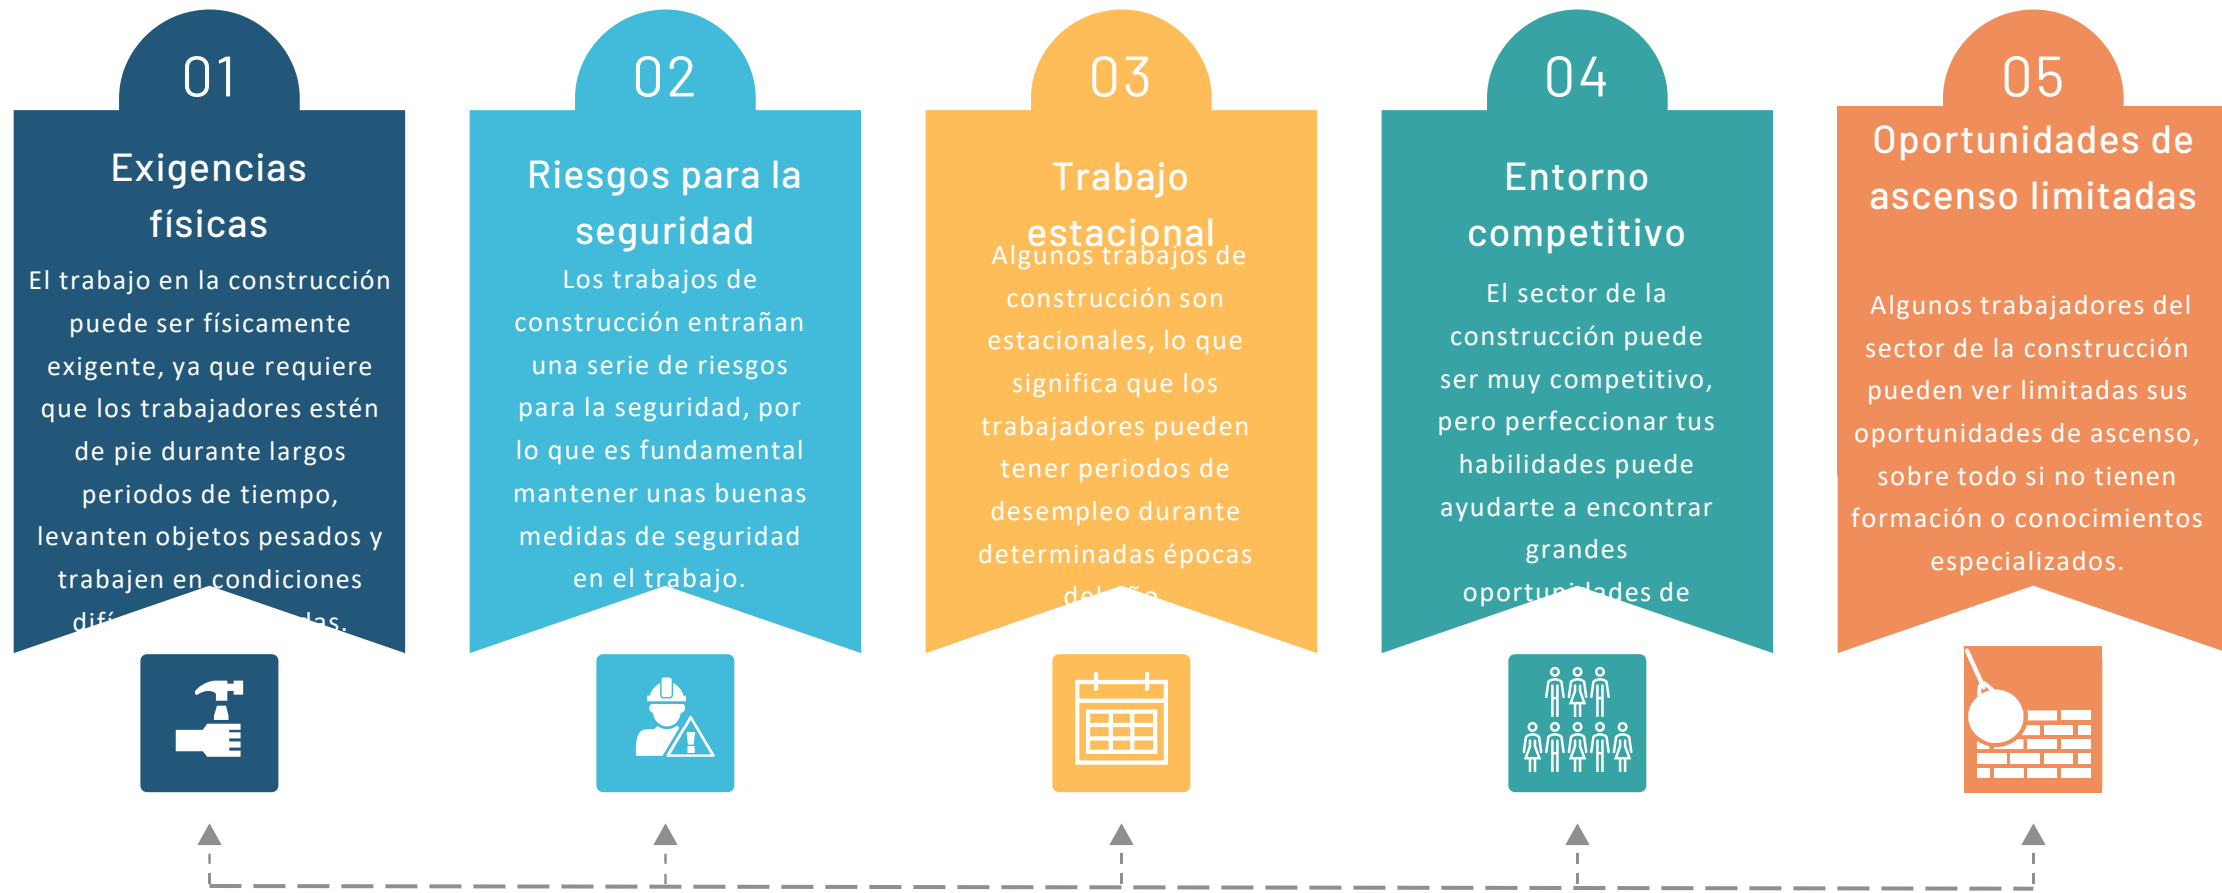 01
Exigencias
físicas
El trabajo en la construcción
puede ser físicamente
exigente, ya que requiere
que los trabajadores estén
de pie durante largos
periodos de tiempo,
levanten objetos pesados y
trabajen en condiciones
02
Riesgos para la
seguridad
Los trabajos de
construcción entrañan
una serie de riesgos
para la seguridad, por
lo que es fundamental
mantener unas buenas
medidas de seguridad
en el trabajo.
03
Trabajo
estacional
Algunos trabajos de
construcción son
estacionales, lo que
significa que los
trabajadores pueden
tener periodos de
desempleo durante
determinadas épocas
del año
04
Entorno
competitivo
El sector de la
construcción puede
ser muy competitivo,
pero perfeccionar tus
habilidades puede
ayudarte a encontrar
grandes
oportunidades de
05
Oportunidades de
ascenso limitadas
Algunos trabajadores del
sector de la construcción
pueden ver limitadas sus
oportunidades de ascenso,
sobre todo si no tienen
formación o conocimientos
especializados.